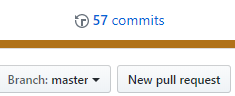 57 commits
Branch: master
New pull request